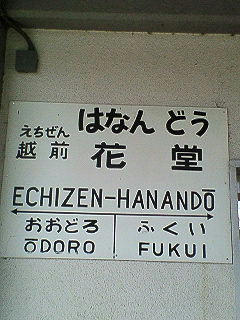 えちぜん はなんどう
越前 花堂
ECHIZEN-HANANDŌ
おおどろ ふくい
ŌDORO FUKUI